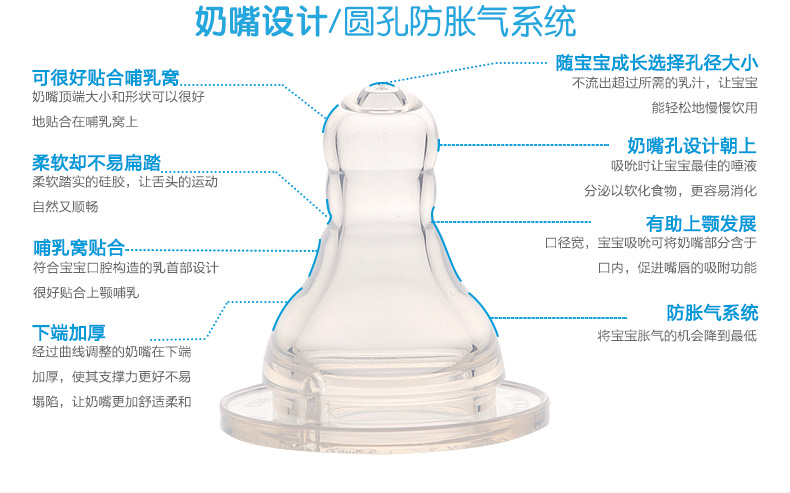 奶嘴设计/圆孔防胀气系统
可很好贴合哺乳窝
奶嘴顶端大小和形状可以很好
地贴合在哺乳窝上
柔软却不易扁踏
柔软踏实的硅胶，让舌头的运动
自然又顺畅
哺乳窝贴合
符合宝宝口腔构造的乳首部设计
很好贴合上颚哺乳
下端加厚
经过曲线调整的奶嘴在下端
加厚，使其支撑力更好不易
塌陷，让奶嘴更加舒适柔和
随宝宝成长选择孔径大小
不流出超过所需的乳汁，让宝宝
能轻松地慢慢饮用
奶嘴孔设计朝上
吸吮时让宝宝最佳的唾液
分泌以软化食物，更容易消化
有助上颚发展
口径宽，宝宝吸吮可将奶嘴部分含于
口内，促进嘴唇的吸附功能
防胀气系统
将宝宝胀气的机会降到最低